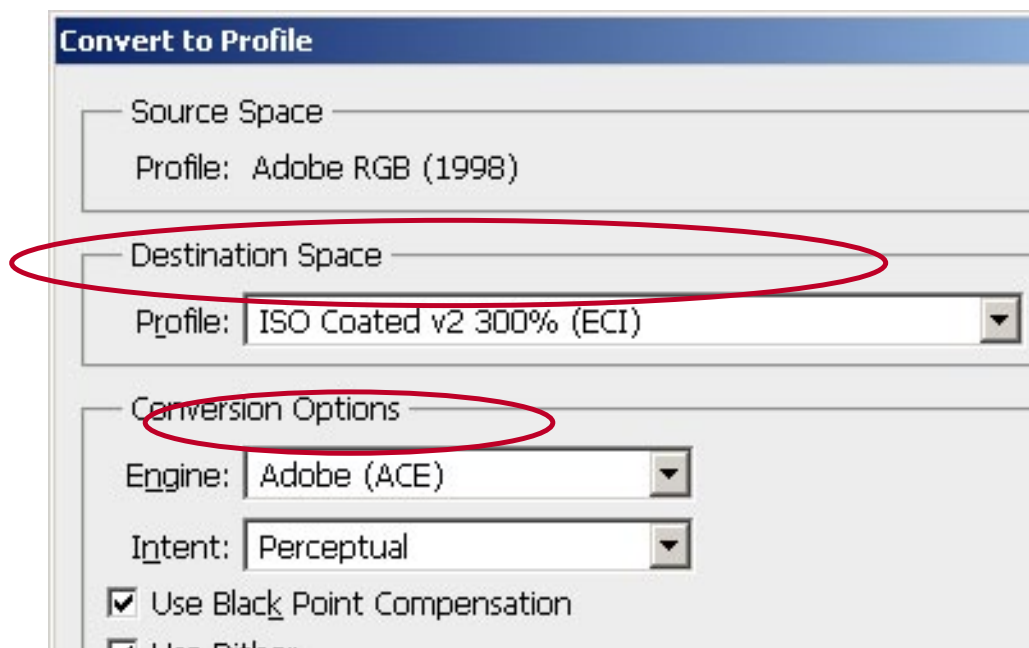 Convert to Profile
Source Space
Profile: Adobe RGB (1998)
Destination Space
Profile: ISO Coated v2 300% (ECI)
Conversion Options
Engine: Adobe (ACE)
Intent: Perceptual
Use Black Point Compensation